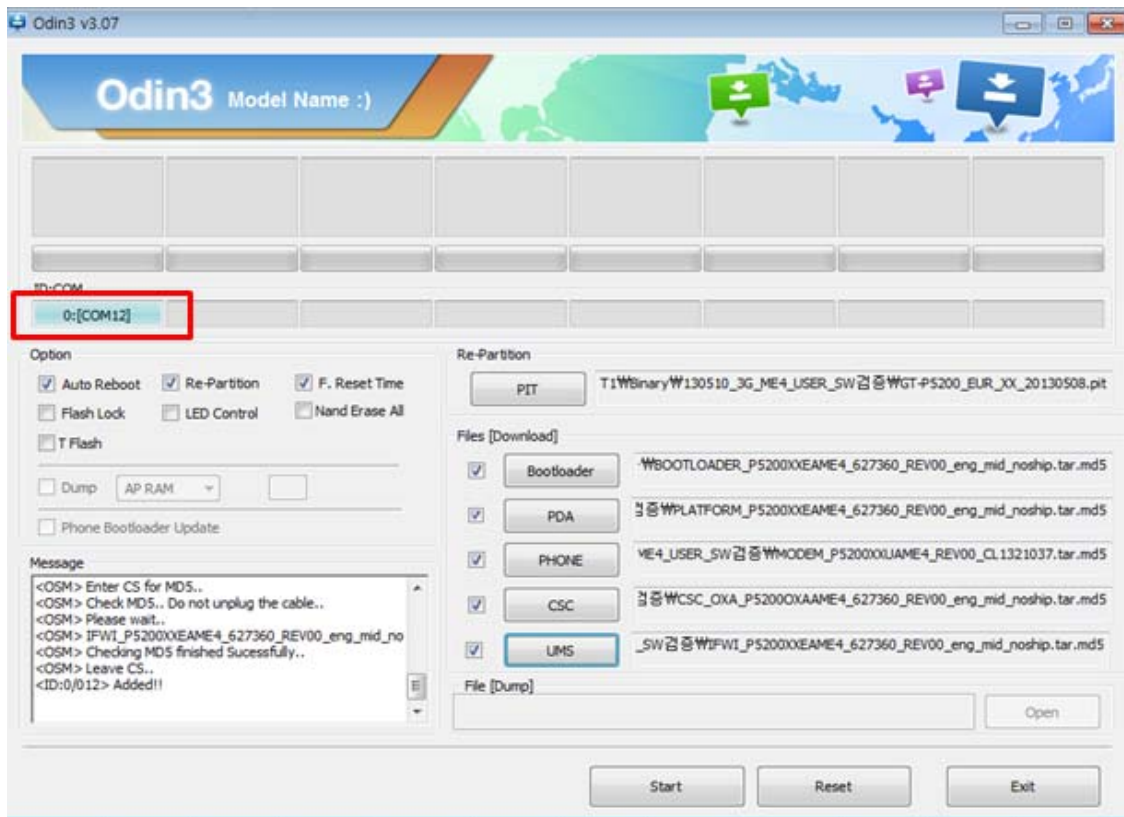 Odin3 v3.07
Odin3 Model Name :)
ID:COM
0:[COM12]
Option
Auto Reboot Re-Partition F. Reset Time
Flash Lock LED Control Nand Erase All
T Flash
Dump AP RAM
Phone Bootloader Update
Message
<OSM> Enter CS for MD5..
<OSM> Check MD5.. Do not unplug the cable..
<OSM> Please wait..
<OSM> IFWI_P5200XXEAME4_627360_REV00_eng_mid_no
<OSM> Checking MD5 finished Sucessfully..
<OSM> Leave CS..
<ID:0/012> Added!!
Re-Partition
PIT T1₩Binary₩130510_3G_ME4_USER_SW검증₩GT-P5200_EUR_XX_20130508.pit
Files [Download]
Bootloader ₩BOOTLOADER_P5200XXEAME4_627360_REV00_eng_mid_noship.tar.md5
PDA 검증₩PLATFORM_P5200XXEAME4_627360_REV00_eng_mid_noship.tar.md5
PHONE ME4_USER_SW검증₩MODEM_P5200XXUAME4_REV00_CL1321037.tar.md5
CSC 검증₩CSC_OXA_P5200OXAAME4_627360_REV00_eng_mid_noship.tar.md5
UMS _SW검증₩IFWI_P5200XXEAME4_627360_REV00_eng_mid_noship.tar.md5
File [Dump]
Open
Start Reset Exit